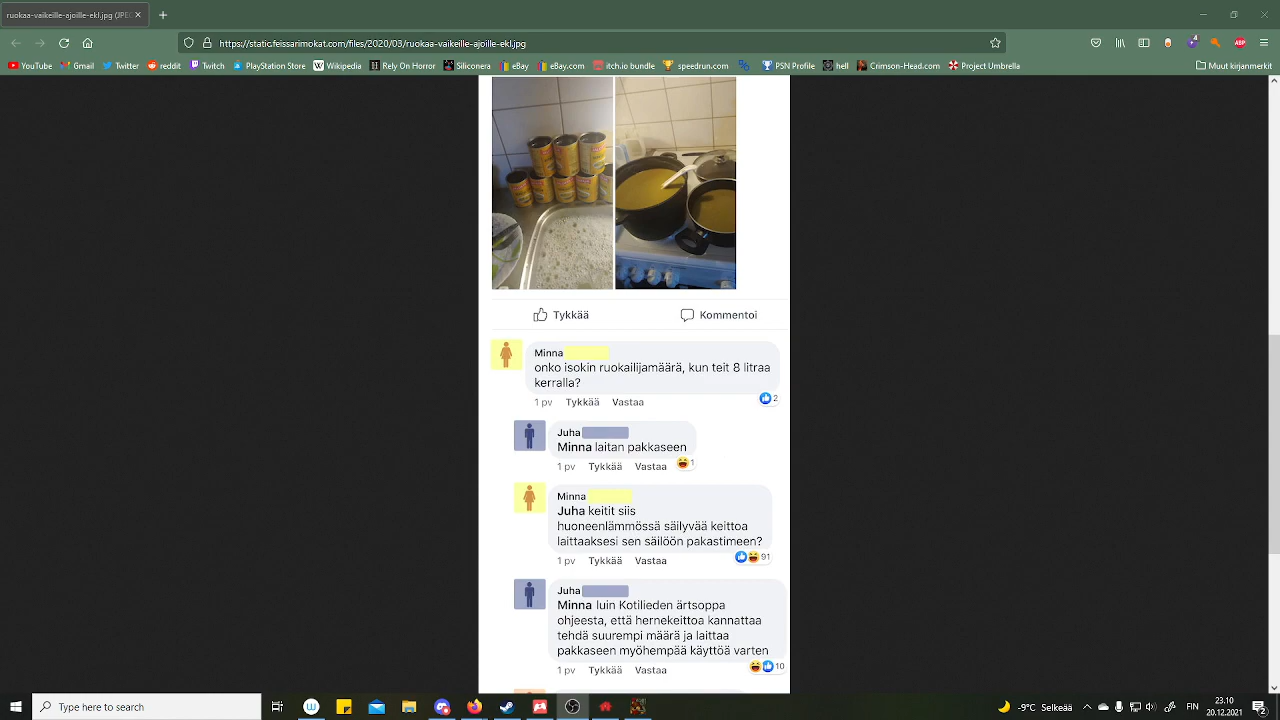 ruokaa-vaikeille-ajoille-ekl.jpg (JPEG
https://staticfessarimokat.com/files/2020/03/ruokaa-vaikeille-ajoille-ekl.jpg
YouTube Gmail Twitter reddit Twitch PlayStation Store Wikipedia Rely On Horror Siliconera eBay eBay.com itch.io bundle speedrun.com PSN Profile hell Crimson-Head.com Project Umbrella Muut kirjanmerkit
Tykkää Kommentoi
Minna
onko isokin ruokailijamäärä, kun teit 8 litraa
kerralla?
1 pv Tykkää Vastaa 2
Juha
Minna laitan pakkaseen
1 pv Tykkää Vastaa 1
Minna
Juha keitit siis
huoneenlämmössä säilyvää keittoa
laittaaksesi sen säilöön pakastimeen?
1 pv Tykkää Vastaa 91
Juha
Minna luin Kotilieden ärtsoppa
ohjeesta, että hernekeittoa kannattaa
tehdä suurempi määrä ja laittaa
pakkaseen myöhempää käyttöä varten
1 pv Tykkää Vastaa 10
Type here to search
-9°C Selkeää FIN 23.10
20.12.2021